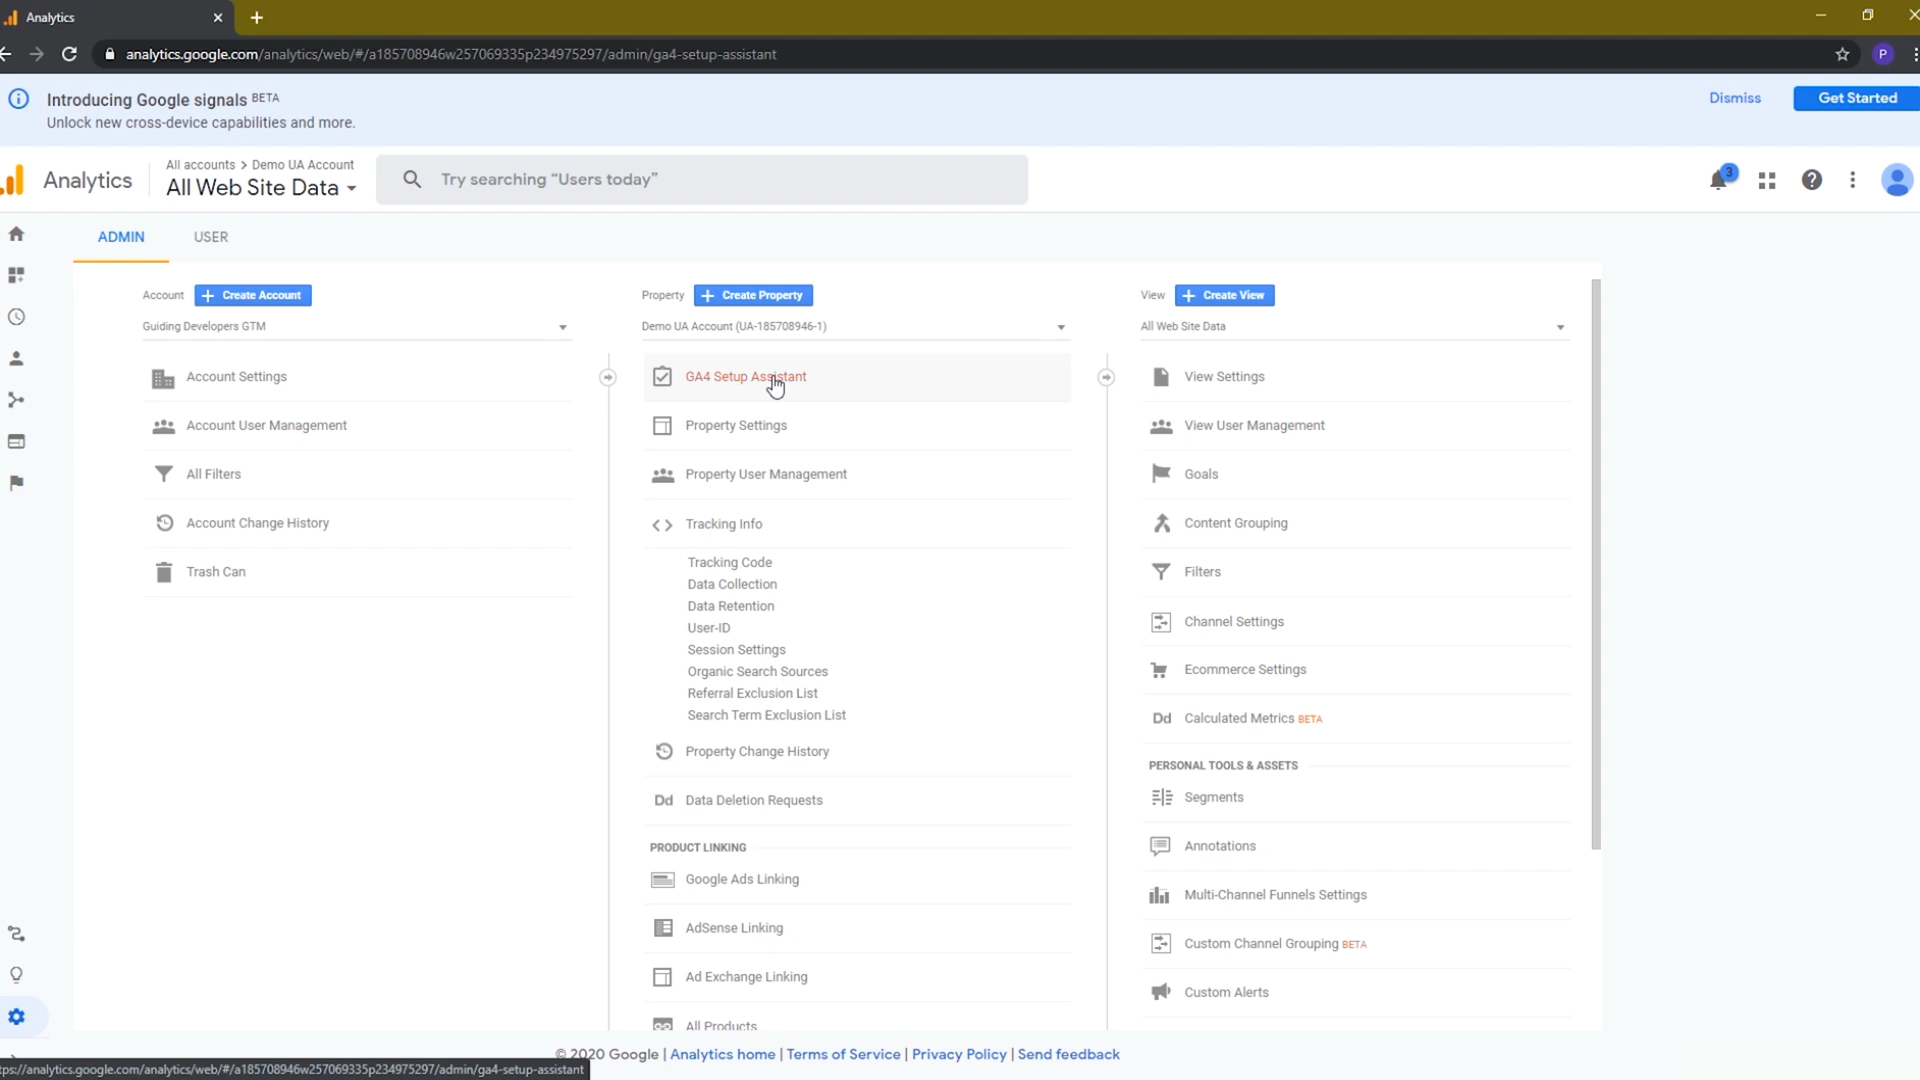 Analytics
analytics.google.com/analytics/web/#/a185708946w257069335p234975297/admin/ga4-setup-assistant
P
Introducing Google signals BETA
Unlock new cross-device capabilities and more.
Dismiss
Get Started
Analytics
All accounts > Demo UA Account
All Web Site Data
Try searching “Users today”
3
ADMIN
USER
Account
Create Account
Guiding Developers GTM
Account Settings
Account User Management
All Filters
Account Change History
Trash Can
Property
Create Property
Demo UA Account (UA-185708946-1)
GA4 Setup Assistant
Property Settings
Property User Management
Tracking Info
Tracking Code
Data Collection
Data Retention
User-ID
Session Settings
Organic Search Sources
Referral Exclusion List
Search Term Exclusion List
Property Change History
Dd Data Deletion Requests
PRODUCT LINKING
Google Ads Linking
AdSense Linking
Ad Exchange Linking
All Products
View
Create View
All Web Site Data
View Settings
View User Management
Goals
Content Grouping
Filters
Channel Settings
Ecommerce Settings
Dd Calculated Metrics BETA
PERSONAL TOOLS & ASSETS
Segments
Annotations
Multi-Channel Funnels Settings
Custom Channel Grouping BETA
Custom Alerts
© 2020 Google | Analytics home | Terms of Service | Privacy Policy | Send feedback
tps://analytics.google.com/analytics/web/#/a185708946w257069335p234975297/admin/ga4-setup-assistant